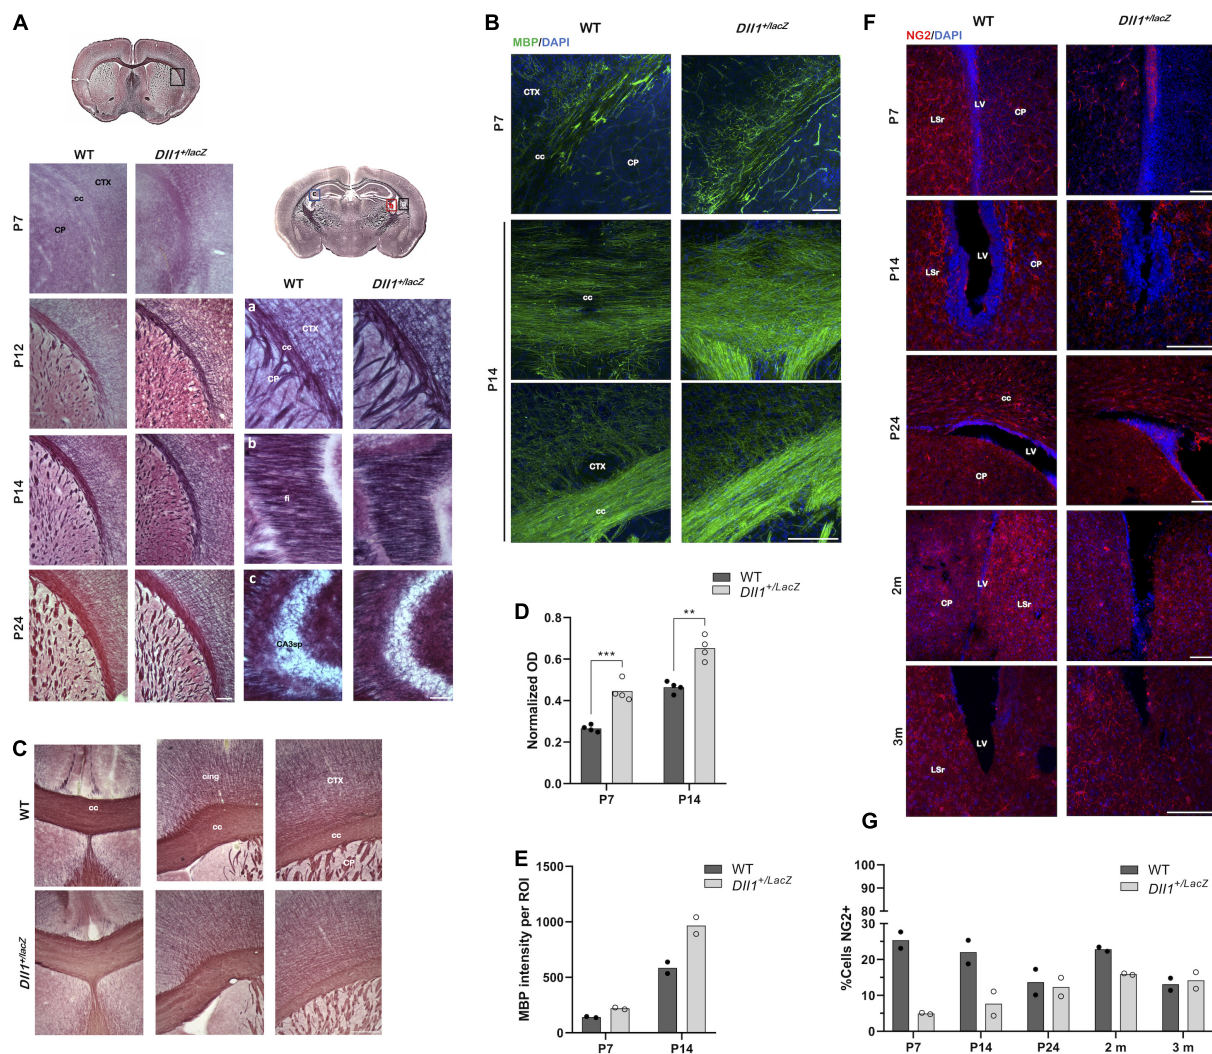 A
WT
Dll1+/lacZ
P7
CTX
cc
CP
P12
P14
P24
c
WT
Dll1+/lacZ
a
CTX
cc
CP
b
fi
c
CA3sp
B
WT
Dll1+/lacZ
MBP/DAPI
P7
CTX
cc
CP
P14
cc
CTX
cc
C
WT
cc
cing
cc
CTX
cc
CP
Dll1+/lacZ
D
WT
Dll1+/LacZ
Normalized OD
0.8
0.6
0.4
0.2
0.0
***
**
P7
P14
E
WT
Dll1+/LacZ
MBP intensity per ROI
1500
1000
500
0
P7
P14
F
WT
Dll1+/lacZ
NG2/DAPI
P7
LSr
LV
CP
P14
LSr
LV
CP
P24
cc
LV
CP
LV
2m
CP
LV
LSr
3m
LSr
LV
G
WT
Dll1+/LacZ
%Cells NG2+
100
90
80
30
20
15
10
5
0
P7
P14
P24
2 m
3 m